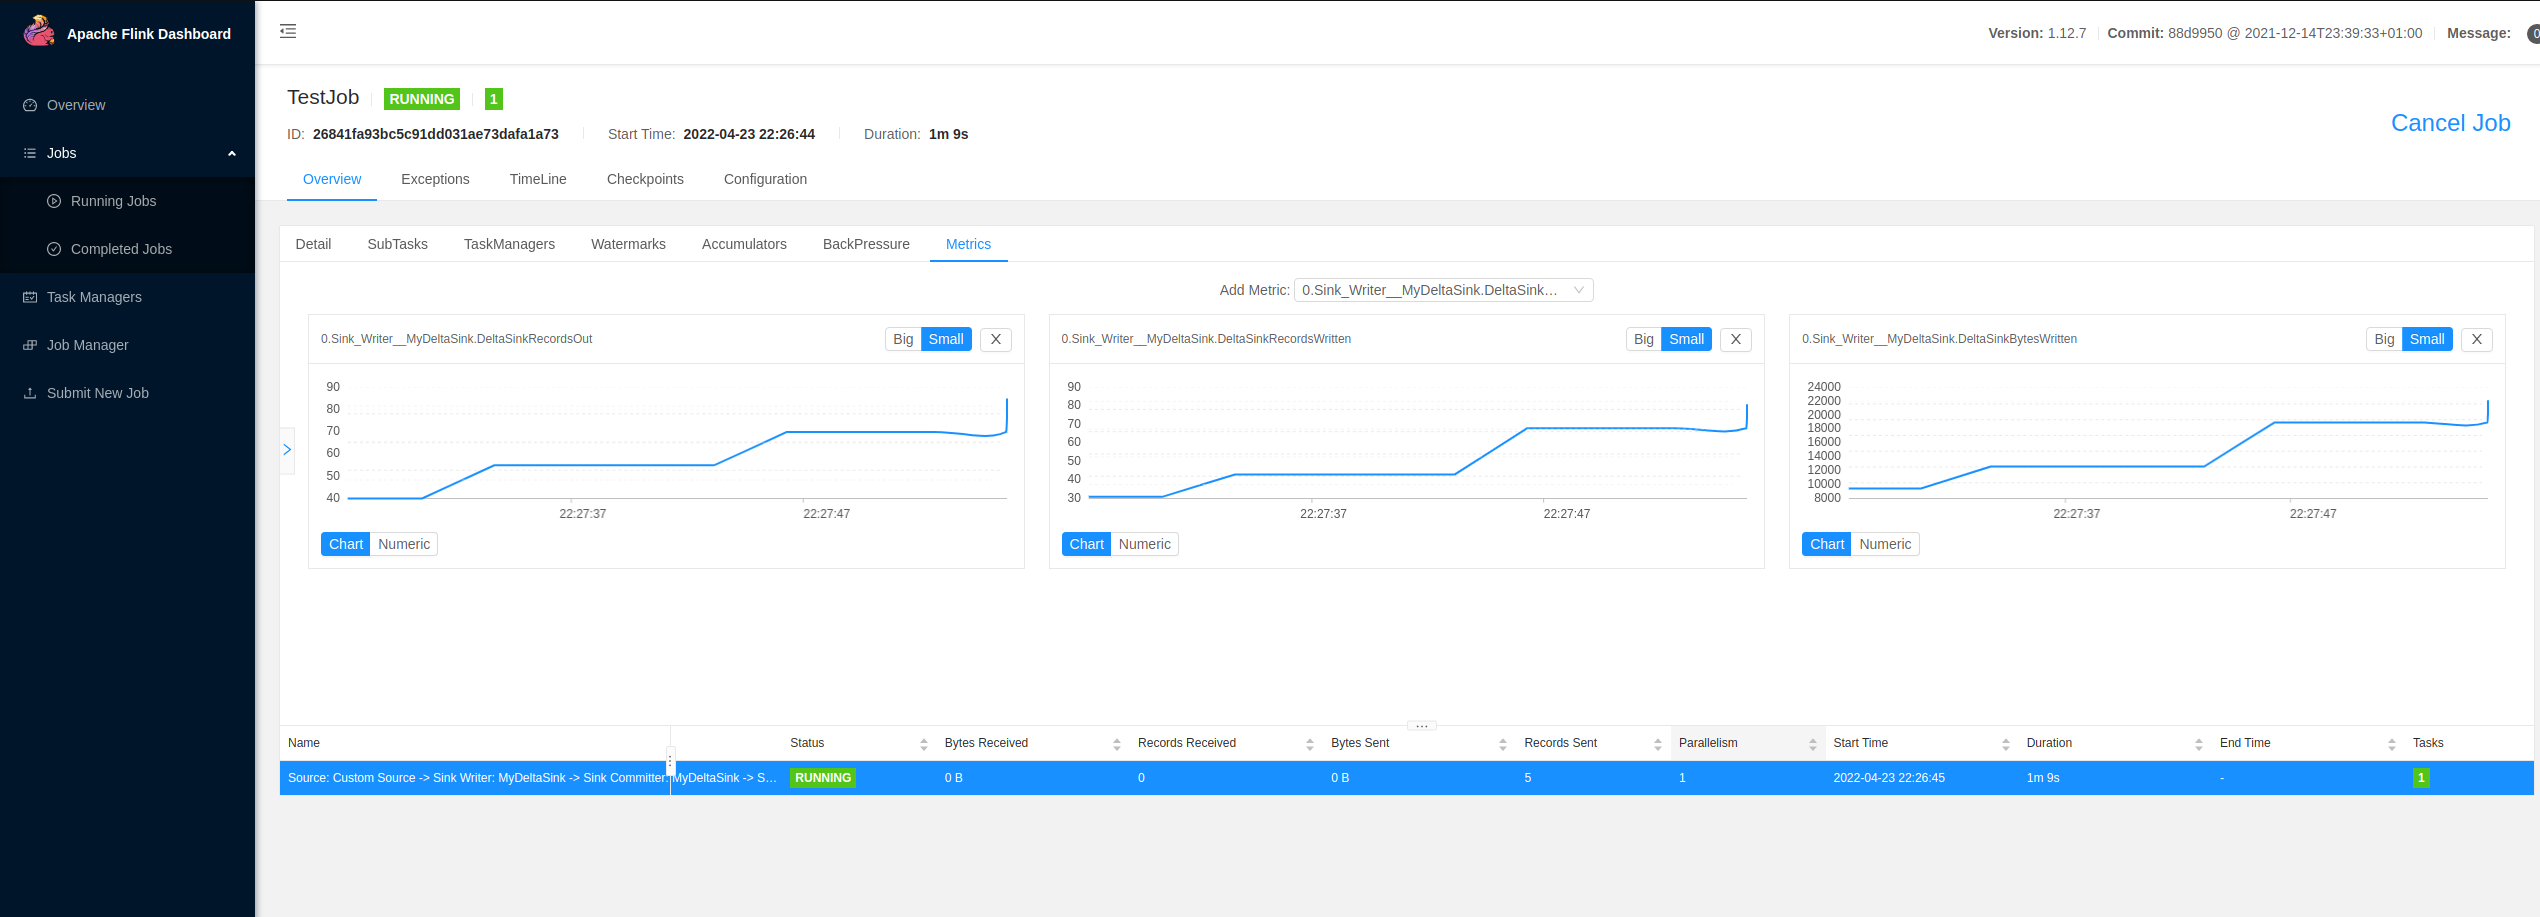 Apache Flink Dashboard
Version: 1.12.7 Commit: 88d9950 @ 2021-12-14T23:39:33+01:00 Message: 0
Overview
Jobs
Running Jobs
Completed Jobs
Task Managers
Job Manager
Submit New Job
TestJob RUNNING 1
ID: 26841fa93bc5c91dd031ae73dafa1a73 Start Time: 2022-04-23 22:26:44 Duration: 1m 9s
Cancel Job
Overview Exceptions TimeLine Checkpoints Configuration
Detail SubTasks TaskManagers Watermarks Accumulators BackPressure Metrics
Add Metric: 0.Sink_Writer__MyDeltaSink.DeltaSink...
0.Sink_Writer__MyDeltaSink.DeltaSinkRecordsOut Big Small X
90
80
70
60
50
40
22:27:37 22:27:47
Chart Numeric
0.Sink_Writer__MyDeltaSink.DeltaSinkRecordsWritten Big Small X
90
80
70
60
50
40
30
22:27:37 22:27:47
Chart Numeric
0.Sink_Writer__MyDeltaSink.DeltaSinkBytesWritten Big Small X
24000
22000
20000
18000
16000
14000
12000
10000
8000
22:27:37 22:27:47
Chart Numeric
Name Status Bytes Received Records Received Bytes Sent Records Sent Parallelism Start Time Duration End Time Tasks
Source: Custom Source -> Sink Writer: MyDeltaSink -> Sink Committer: MyDeltaSink -> S... RUNNING 0 B 0 0 B 5 1 2022-04-23 22:26:45 1m 9s - 1